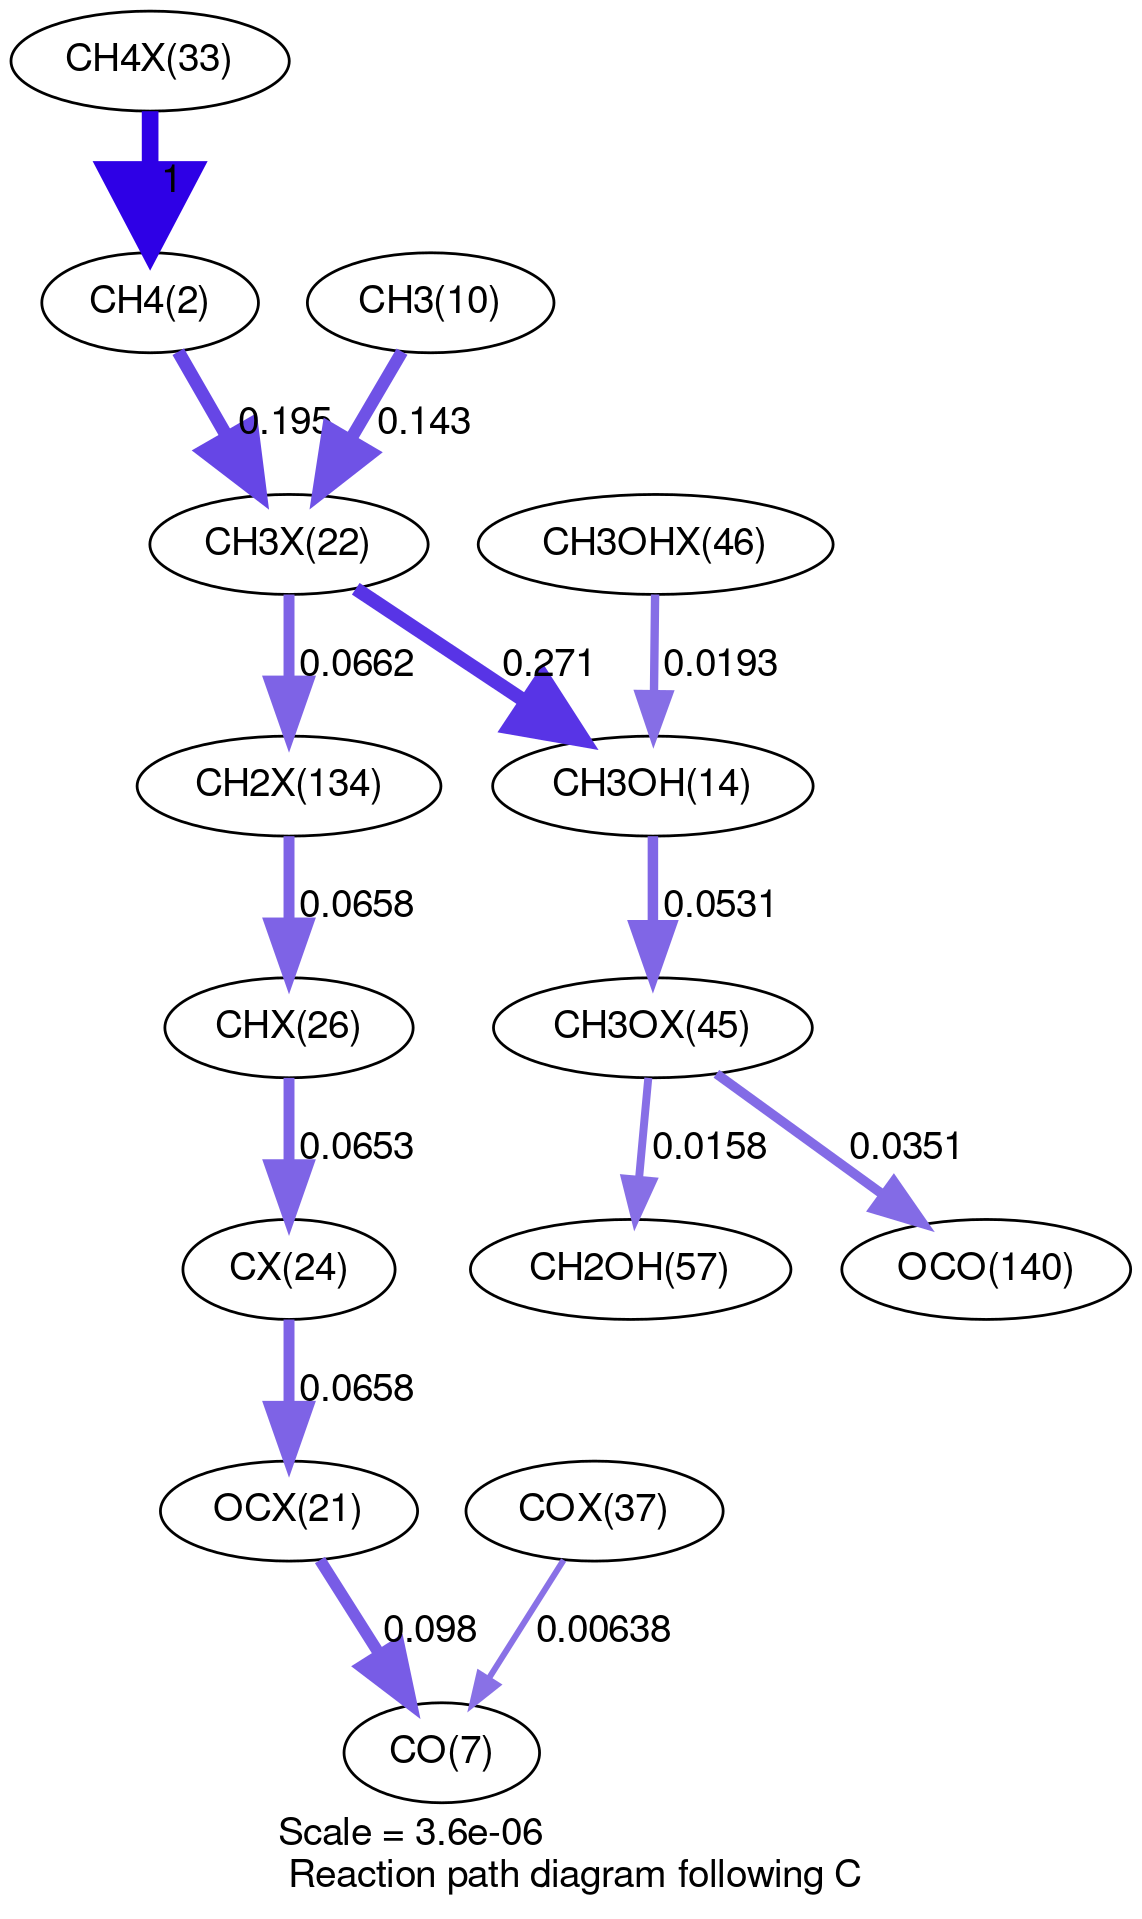 CH4X(33)
1
CH4(2)
CH3(10)
0.195
0.143
CH3X(22)
CH3OHX(46)
0.0662
0.271
0.0193
CH2X(134)
CH3OH(14)
0.0658
0.0531
CHX(26)
CH3OX(45)
0.0653
0.0158
0.0351
CX(24)
CH2OH(57)
OCO(140)
0.0658
OCX(21)
COX(37)
0.098
0.00638
CO(7)
Scale = 3.6e-06
Reaction path diagram following C